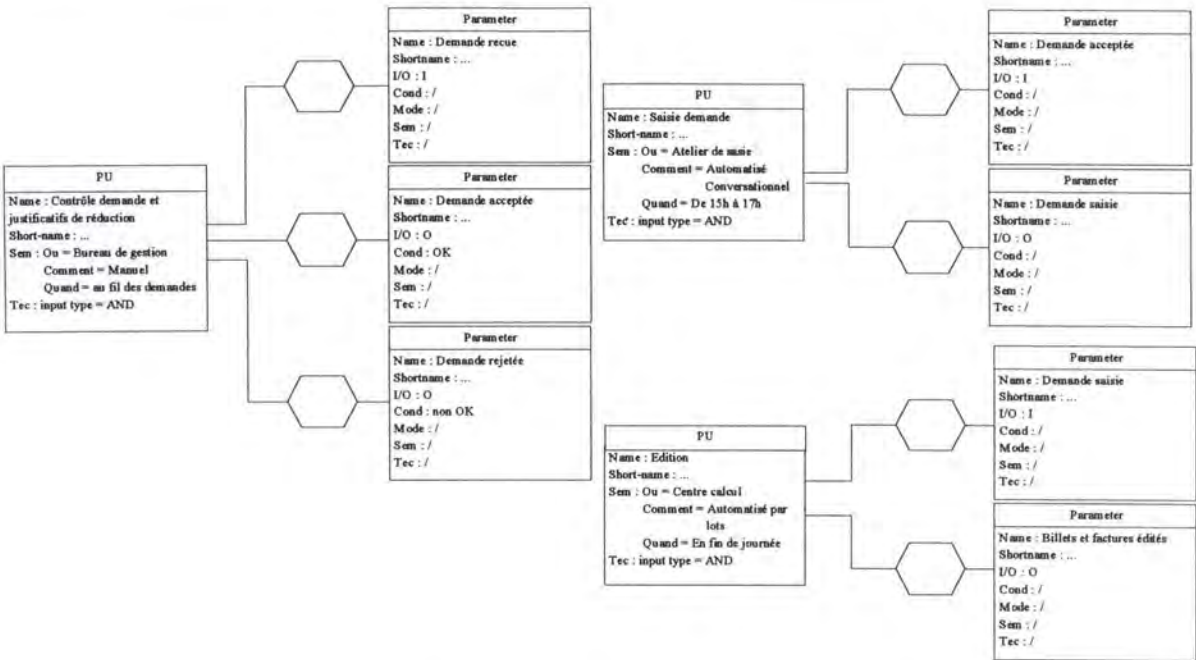 PU
Name : Contrôle demande et
justificatifs de réduction
Short-name : ...
Sem : Ou = Bureau de gestion
Comment = Manuel
Quand = au fil des demandes
Tec : input type = AND
Parameter
Name : Demande recue
Shortname : ...
I/O : I
Cond : /
Mode : /
Sem : /
Tec : /
Parameter
Name : Demande acceptée
Shortname : ...
I/O : O
Cond : OK
Mode : /
Sem : /
Tec : /
Parameter
Name : Demande rejetée
Shortname : ...
I/O : O
Cond : non OK
Mode : /
Sem : /
Tec : /
PU
Name : Saisie demande
Short-name : ...
Sem : Ou = Atelier de saisie
Comment = Automatisé
Conversationnel
Quand = De 15h à 17h
Tec : input type = AND
Parameter
Name : Demande acceptée
Shortname : ...
I/O : I
Cond : /
Mode : /
Sem : /
Tec : /
Parameter
Name : Demande saisie
Shortname : ...
I/O : O
Cond : /
Mode : /
Sem : /
Tec : /
PU
Name : Edition
Short-name : ...
Sem : Ou = Centre calcul
Comment = Automatisé par
lots
Quand = En fin de journée
Tec : input type = AND
Parameter
Name : Demande saisie
Shortname : ...
I/O : I
Cond : /
Mode : /
Sem : /
Tec : /
Parameter
Name : Billets et factures édités
Shortname : ...
I/O : O
Cond : /
Mode : /
Sem : /
Tec : /